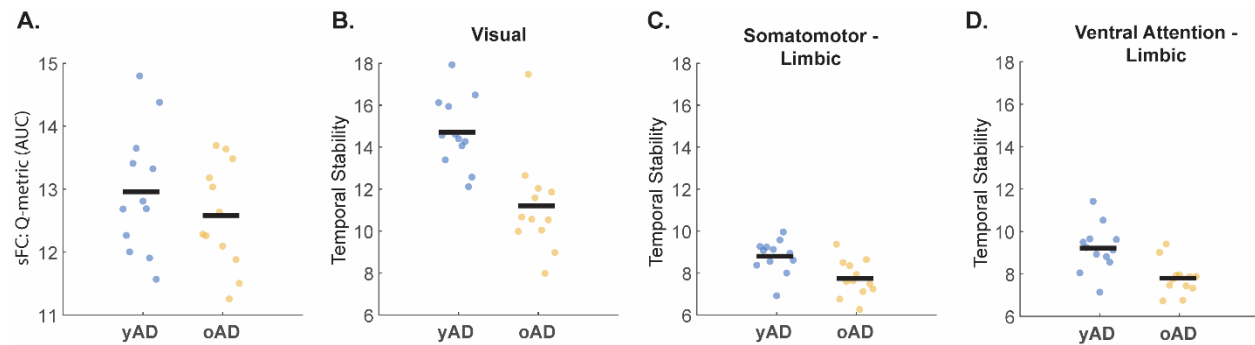 A.
sFC: Q-metric (AUC)
15
14
13
12
11
yAD oAD
B.
Visual
Temporal Stability
18
16
14
12
10
8
6
yAD oAD
C.
Somatomotor -
Limbic
Temporal Stability
18
16
14
12
10
8
6
yAD oAD
D.
Ventral Attention -
Limbic
Temporal Stability
18
16
14
12
10
8
6
yAD oAD